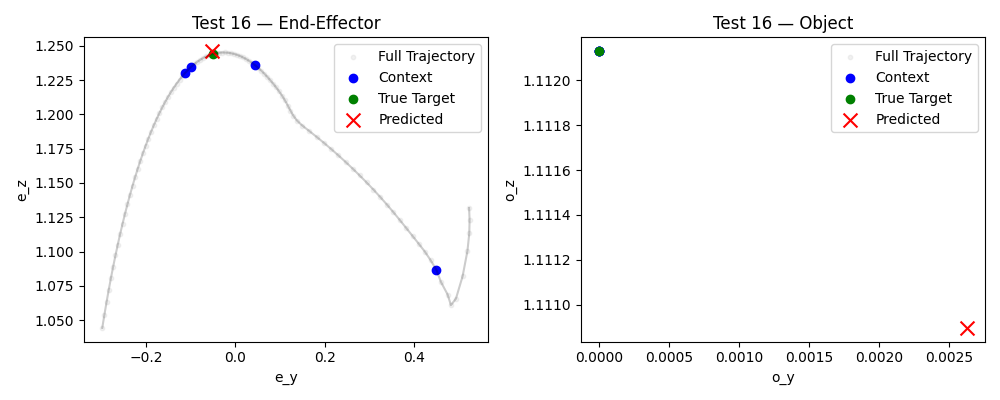 Test 16 — End-Effector
1.250
1.225
1.200
1.175
1.150
1.125
1.100
1.075
1.050
e_z
−0.2
0.0
0.2
0.4
e_y
Full Trajectory
Context
True Target
Predicted
Test 16 — Object
1.1120
1.1118
1.1116
1.1114
1.1112
1.1110
o_z
0.0000
0.0005
0.0010
0.0015
0.0020
0.0025
o_y
Full Trajectory
Context
True Target
Predicted